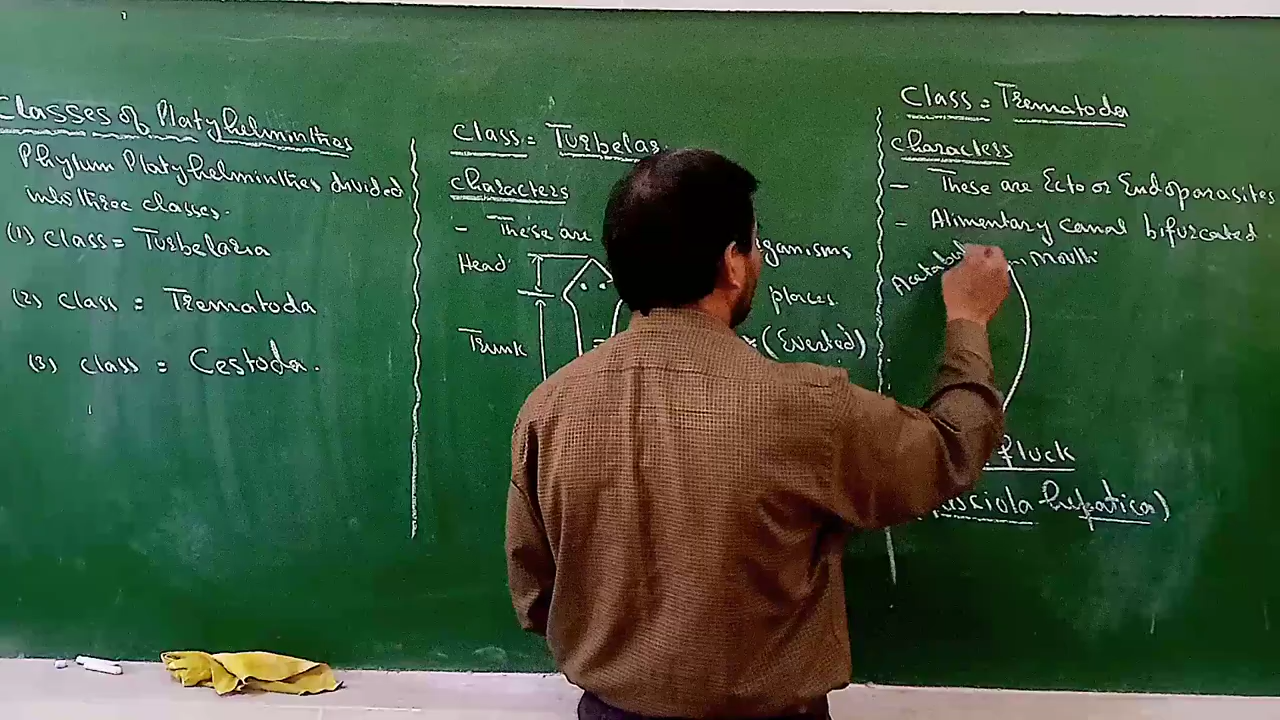 Classes of Platyhelminthes
Phylum Platyhelminthes divided
into three classes.
(1) Class = Turbelaria
(2) Class = Trematoda
(3) Class = Cestoda.
Class = Turbelar
Characters
- These are
ganisms
Head
places.
Trunk
(Everted)
Class = Trematoda
Characters
- These are Ecto or Endoparasites
- Alimentary canal bifurcated.
Mouth
fluck
hepatica)